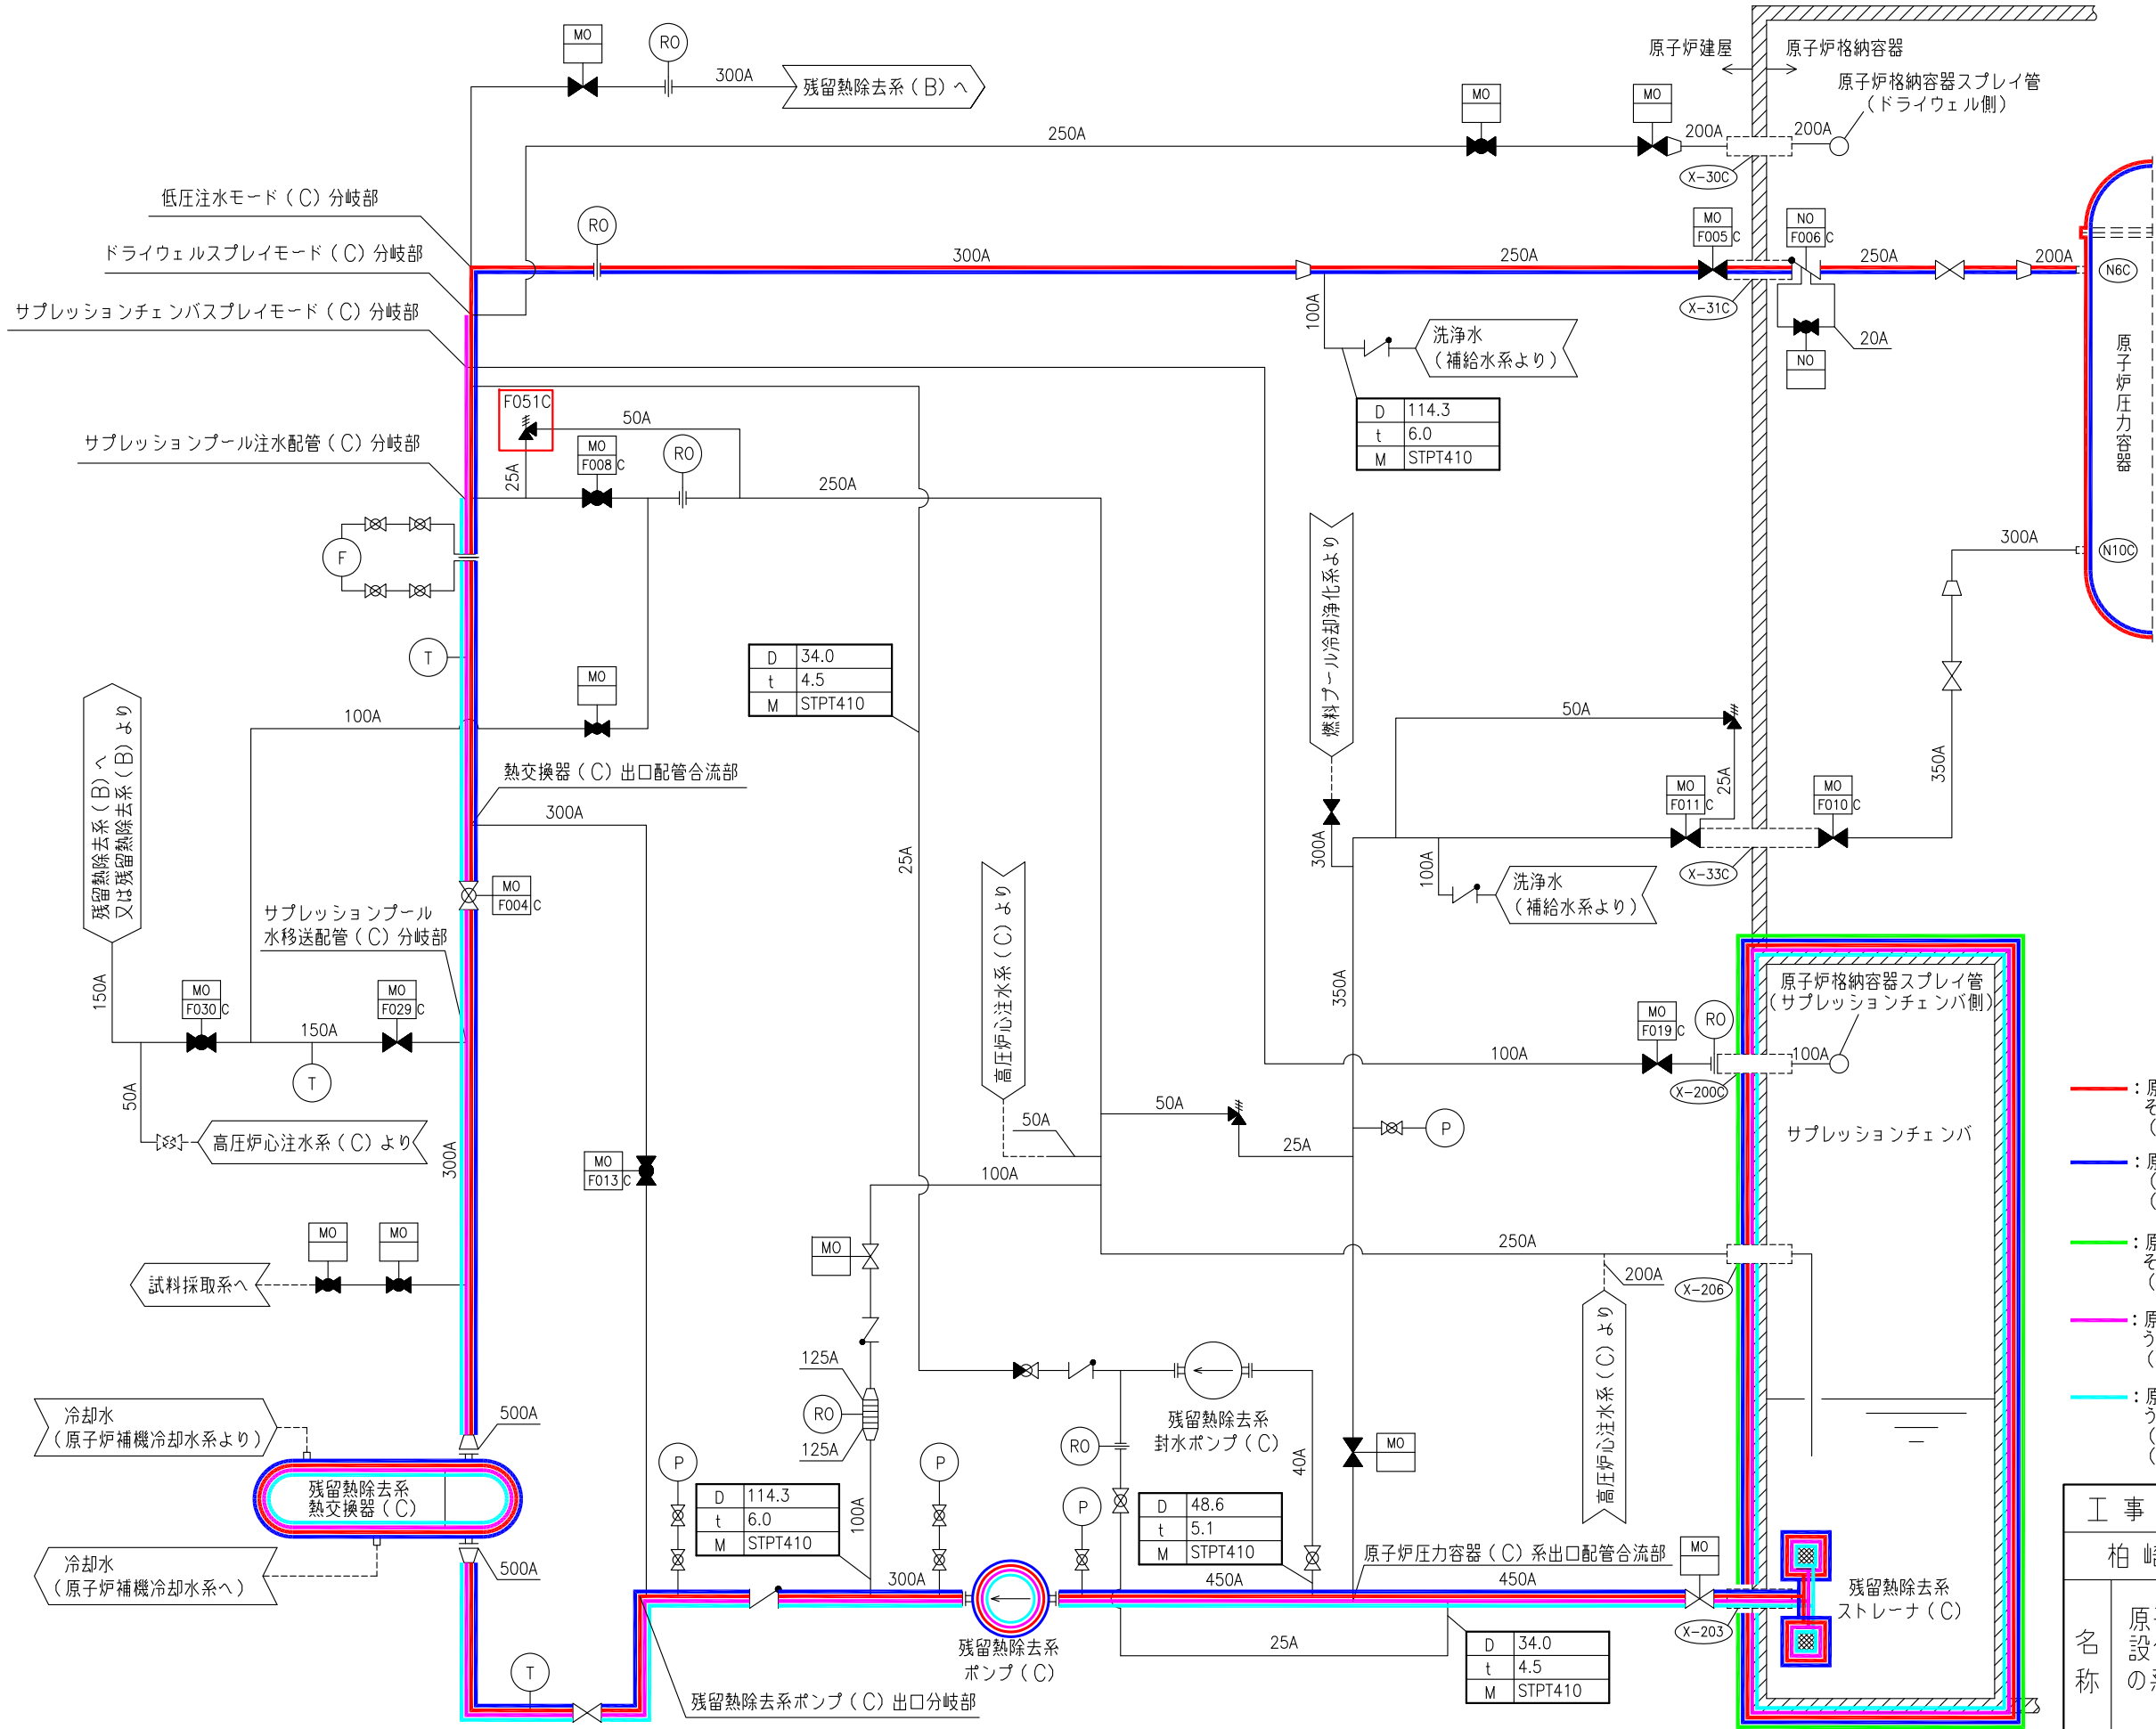 MO
RO
300A
残留熱除去系(B)へ
原子炉建屋
原子炉格納容器
原子炉格納容器スプレイ管
(ドライウェル側)
MO
MO
250A
200A
200A
X-30C
低圧注水モード(C)分岐部
ドライウェルスプレイモード(C)分岐部
サプレッションチェンバスプレイモード(C)分岐部
RO
300A
250A
MO
F005 C
NO
F006 C
250A
200A
N6C
X-31C
100A
洗浄水
(補給水系より)
20A
NO
原子炉圧力容器
D 114.3
t 6.0
M STPT410
F051C
50A
サプレッションプール注水配管(C)分岐部
MO
F008 C
RO
25A
250A
F
T
D 34.0
t 4.5
M STPT410
燃料プール冷却浄化系より
300A
N10C
350A
MO
100A
残留熱除去系(B)へ
又は残留熱除去系(B)より
熱交換器(C)出口配管合流部
300A
25A
50A
25A
MO
F011 C
MO
F010 C
300A
100A
X-33C
洗浄水
(補給水系より)
MO
F004 C
サプレッションプール
水移送配管(C)分岐部
高圧炉心注水系(C)より
350A
150A
MO
F030 C
MO
F029 C
150A
T
50A
高圧炉心注水系(C)より
原子炉格納容器スプレイ管
(サプレッションチェンバ側)
MO
F019 C
RO
100A
100A
X-200C
サプレッションチェンバ
50A
50A
25A
P
300A
MO
F013 C
100A
MO
MO
MO
試料採取系へ
250A
200A
X-206
高圧炉心注水系(C)より
125A
RO
125A
残留熱除去系
封水ポンプ(C)
RO
40A
MO
冷却水
(原子炉補機冷却水系より)
500A
残留熱除去系
熱交換器(C)
500A
冷却水
(原子炉補機冷却水系へ)
P
D 114.3
t 6.0
M STPT410
100A
P
P
D 48.6
t 5.1
M STPT410
原子炉圧力容器(C)系出口配管合流部
MO
300A
450A
450A
X-203
残留熱除去系
ストレーナ(C)
残留熱除去系
ポンプ(C)
25A
D 34.0
t 4.5
M STPT410
T
残留熱除去系ポンプ(C)出口分岐部
:原
そ
(
:原
(
(
:原
そ
(
:原
う
(
:原
う
(
(
工事
柏
名称
原
設
の系